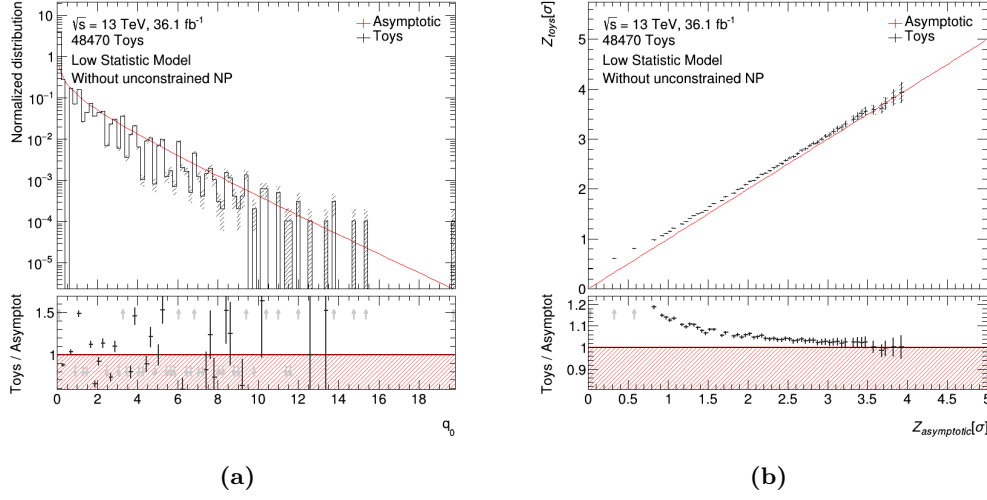 Normalized distribution
√s = 13 TeV, 36.1 fb⁻¹
48470 Toys
Low Statistic Model
Without unconstrained NP
Asymptotic
Toys
10
1
10⁻¹
10⁻²
10⁻³
10⁻⁴
10⁻⁵
Toys / Asymptot
1.5
1
0 2 4 6 8 10 12 14 16 18
q₀
(a)
Z_toys[σ]
√s = 13 TeV, 36.1 fb⁻¹
48470 Toys
Low Statistic Model
Without unconstrained NP
Asymptotic
Toys
5
4
3
2
1
0
Toys / Asymptot
1.2
1.1
1
0.9
0 0.5 1 1.5 2 2.5 3 3.5 4 4.5 5
Z_asymptotic[σ]
(b)